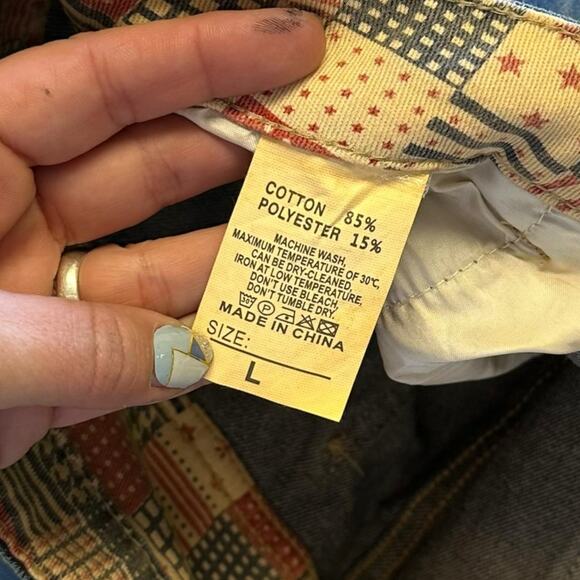 COTTON 85%
POLYESTER 15%
MACHINE WASH,
MAXIMUM TEMPERATURE OF 30°C,
CAN BE DRY-CLEANED,
IRON AT LOW TEMPERATURE,
DON'T USE BLEACH,
DON'T TUMBLE DRY.
30° P
MADE IN CHINA
SIZE:
L